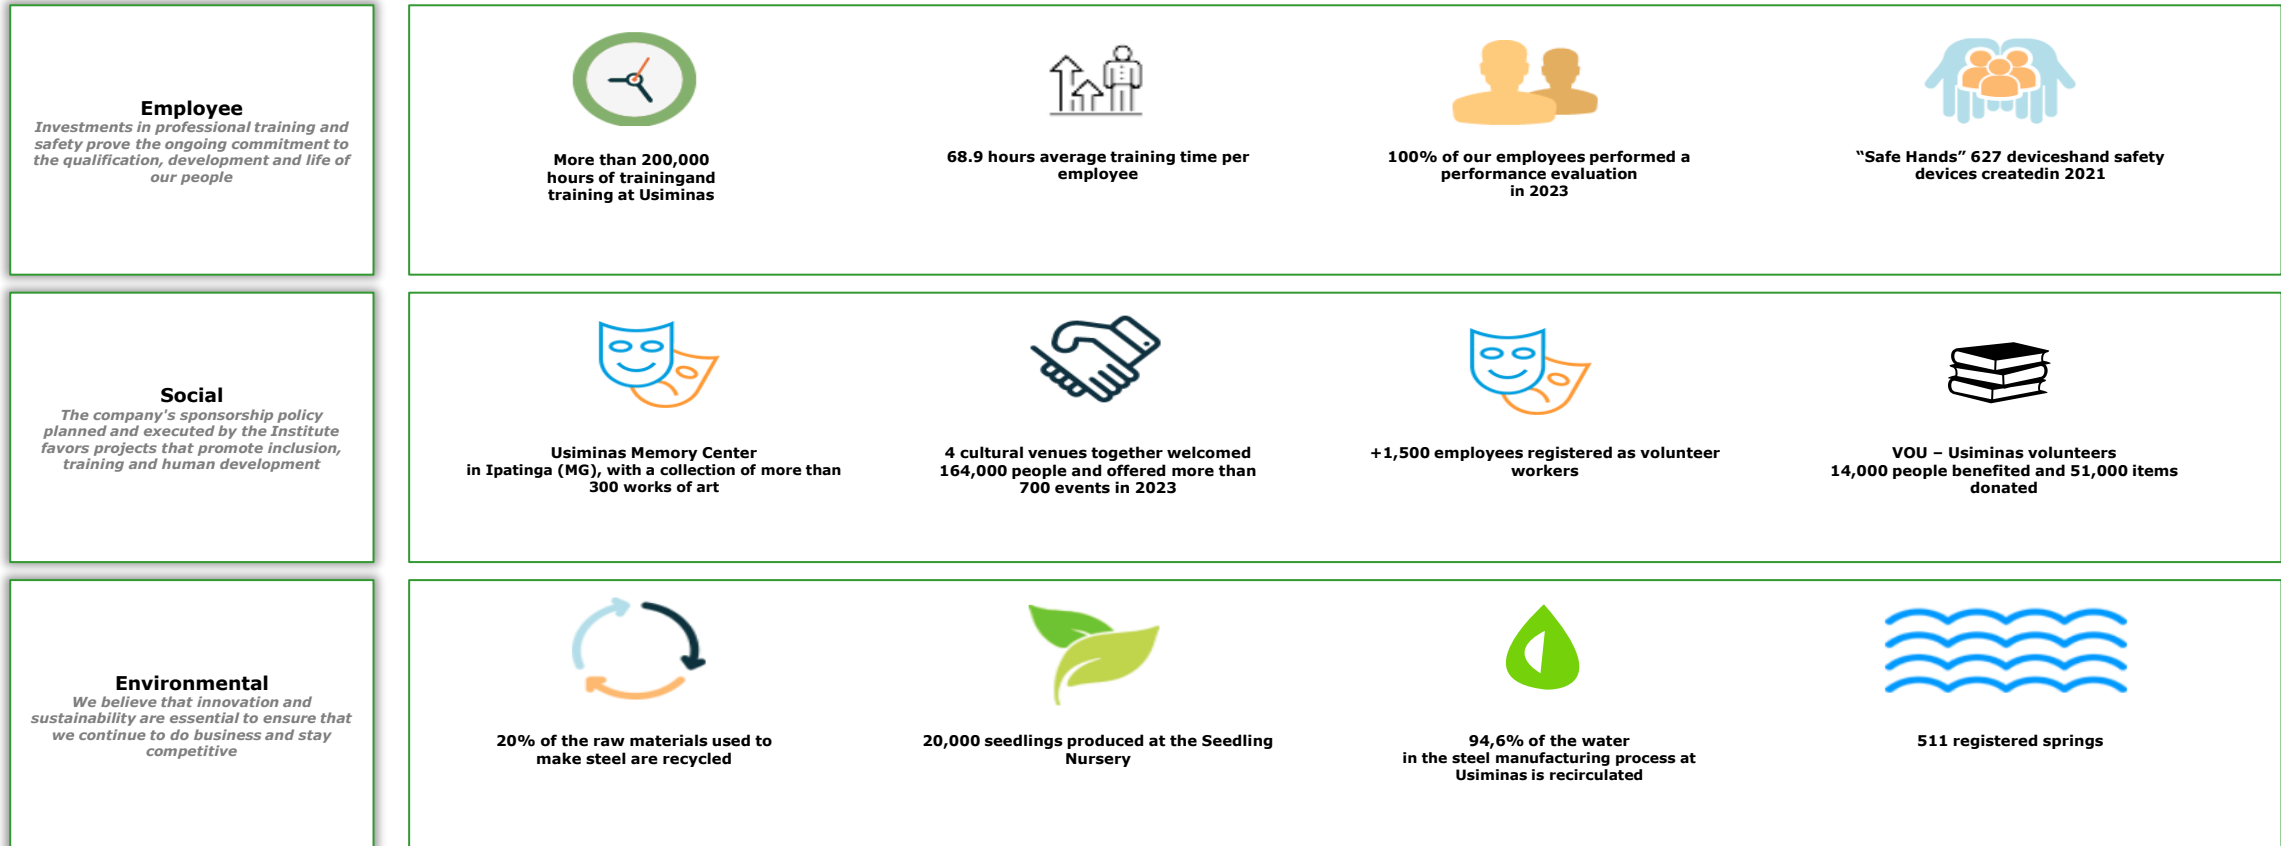 Employee
Investments in professional training and
safety prove the ongoing commitment to
the qualification, development and life of
our people
More than 200,000
hours of trainingand
training at Usiminas
68.9 hours average training time per
employee
100% of our employees performed a
performance evaluation
in 2023
“Safe Hands” 627 deviceshand safety
devices createdin 2021
Social
The company's sponsorship policy
planned and executed by the Institute
favors projects that promote inclusion,
training and human development
Usiminas Memory Center
in Ipatinga (MG), with a collection of more than
300 works of art
4 cultural venues together welcomed
164,000 people and offered more than
700 events in 2023
+1,500 employees registered as volunteer
workers
VOU – Usiminas volunteers
14,000 people benefited and 51,000 items
donated
Environmental
We believe that innovation and
sustainability are essential to ensure that
we continue to do business and stay
competitive
20% of the raw materials used to
make steel are recycled
20,000 seedlings produced at the Seedling
Nursery
94,6% of the water
in the steel manufacturing process at
Usiminas is recirculated
511 registered springs